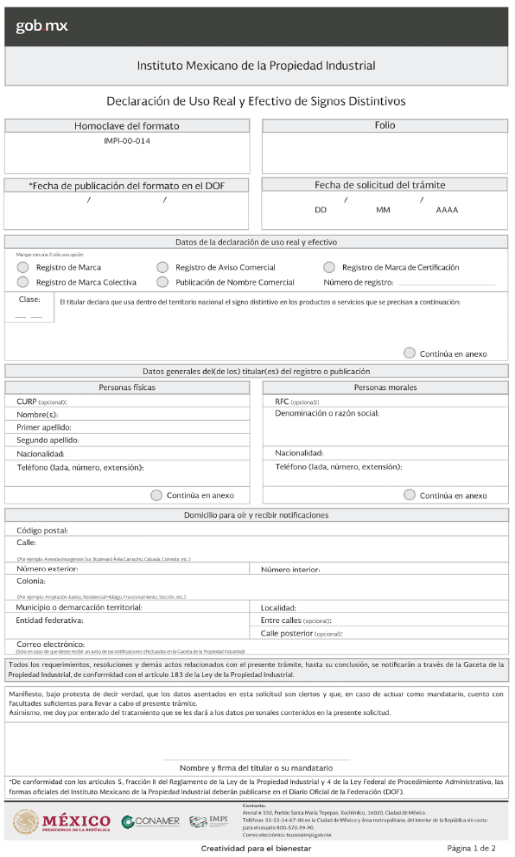 gob.mx
Instituto Mexicano de la Propiedad Industrial
Declaración de Uso Real y Efectivo de Signos Distintivos
Homoclave del formato
IMPI-00-014
Folio
*Fecha de publicación del formato en el DOF
/ /
Fecha de solicitud del trámite
/ /
DD MM AAAA
Datos de la declaración de uso real y efectivo
Marque con una X sólo una opción
Registro de Marca
Registro de Aviso Comercial
Registro de Marca de Certificación
Registro de Marca Colectiva
Publicación de Nombre Comercial
Número de registro:
Clase:
El titular declara que usa dentro del territorio nacional el signo distintivo en los productos o servicios que se precisan a continuación:
Continúa en anexo
Datos generales del(de los) titular(es) del registro o publicación
Personas físicas
CURP (opcional):
Nombre(s):
Primer apellido:
Segundo apellido:
Nacionalidad:
Teléfono (lada, número, extensión):
Continúa en anexo
Personas morales
RFC (opcional):
Denominación o razón social:
Nacionalidad:
Teléfono (lada, número, extensión):
Continúa en anexo
Domicilio para oír y recibir notificaciones
Código postal:
Calle:
(Por ejemplo: Avenida Insurgentes Sur, Boulevard Ávila Camacho, Calzada, Corredor, etc.)
Número exterior:
Número interior:
Colonia:
(Por ejemplo: Ampliación Juárez, Residencial Hidalgo, Fraccionamiento, Sección, etc.)
Municipio o demarcación territorial:
Localidad:
Entidad federativa:
Entre calles (opcional):
Calle posterior (opcional):
Correo electrónico:
(Sólo en caso de que desee recibir un aviso de las notificaciones efectuadas en la Gaceta de la Propiedad Industrial)
Todos los requerimientos, resoluciones y demás actos relacionados con el presente trámite, hasta su conclusión, se notificarán a través de la Gaceta de la
Propiedad Industrial, de conformidad con el artículo 183 de la Ley de la Propiedad Industrial.
Manifiesto, bajo protesta de decir verdad, que los datos asentados en esta solicitud son ciertos y que, en caso de actuar como mandatario, cuento con
facultades suficientes para llevar a cabo el presente trámite.
Asimismo, me doy por enterado del tratamiento que se les dará a los datos personales contenidos en la presente solicitud.
Nombre y firma del titular o su mandatario
*De conformidad con los artículos 5, fracción II del Reglamento de la Ley de la Propiedad Industrial y 4 de la Ley Federal de Procedimiento Administrativo, las
formas oficiales del Instituto Mexicano de la Propiedad Industrial deberán publicarse en el Diario Oficial de la Federación (DOF).
MÉXICO
PRESIDENCIA DE LA REPÚBLICA
CONAMER
IMPI
Contacto:
Arenal # 550, Pueblo Santa María Tepepan, Xochimilco, 16020, Ciudad de México.
Teléfono: 55-53-34-07-00 en la Ciudad de México y área metropolitana, del interior de la República sin costo
para el usuario 800-570-59-90.
Correo electrónico: buzon@impi.gob.mx
Creatividad para el bienestar
Página 1 de 2